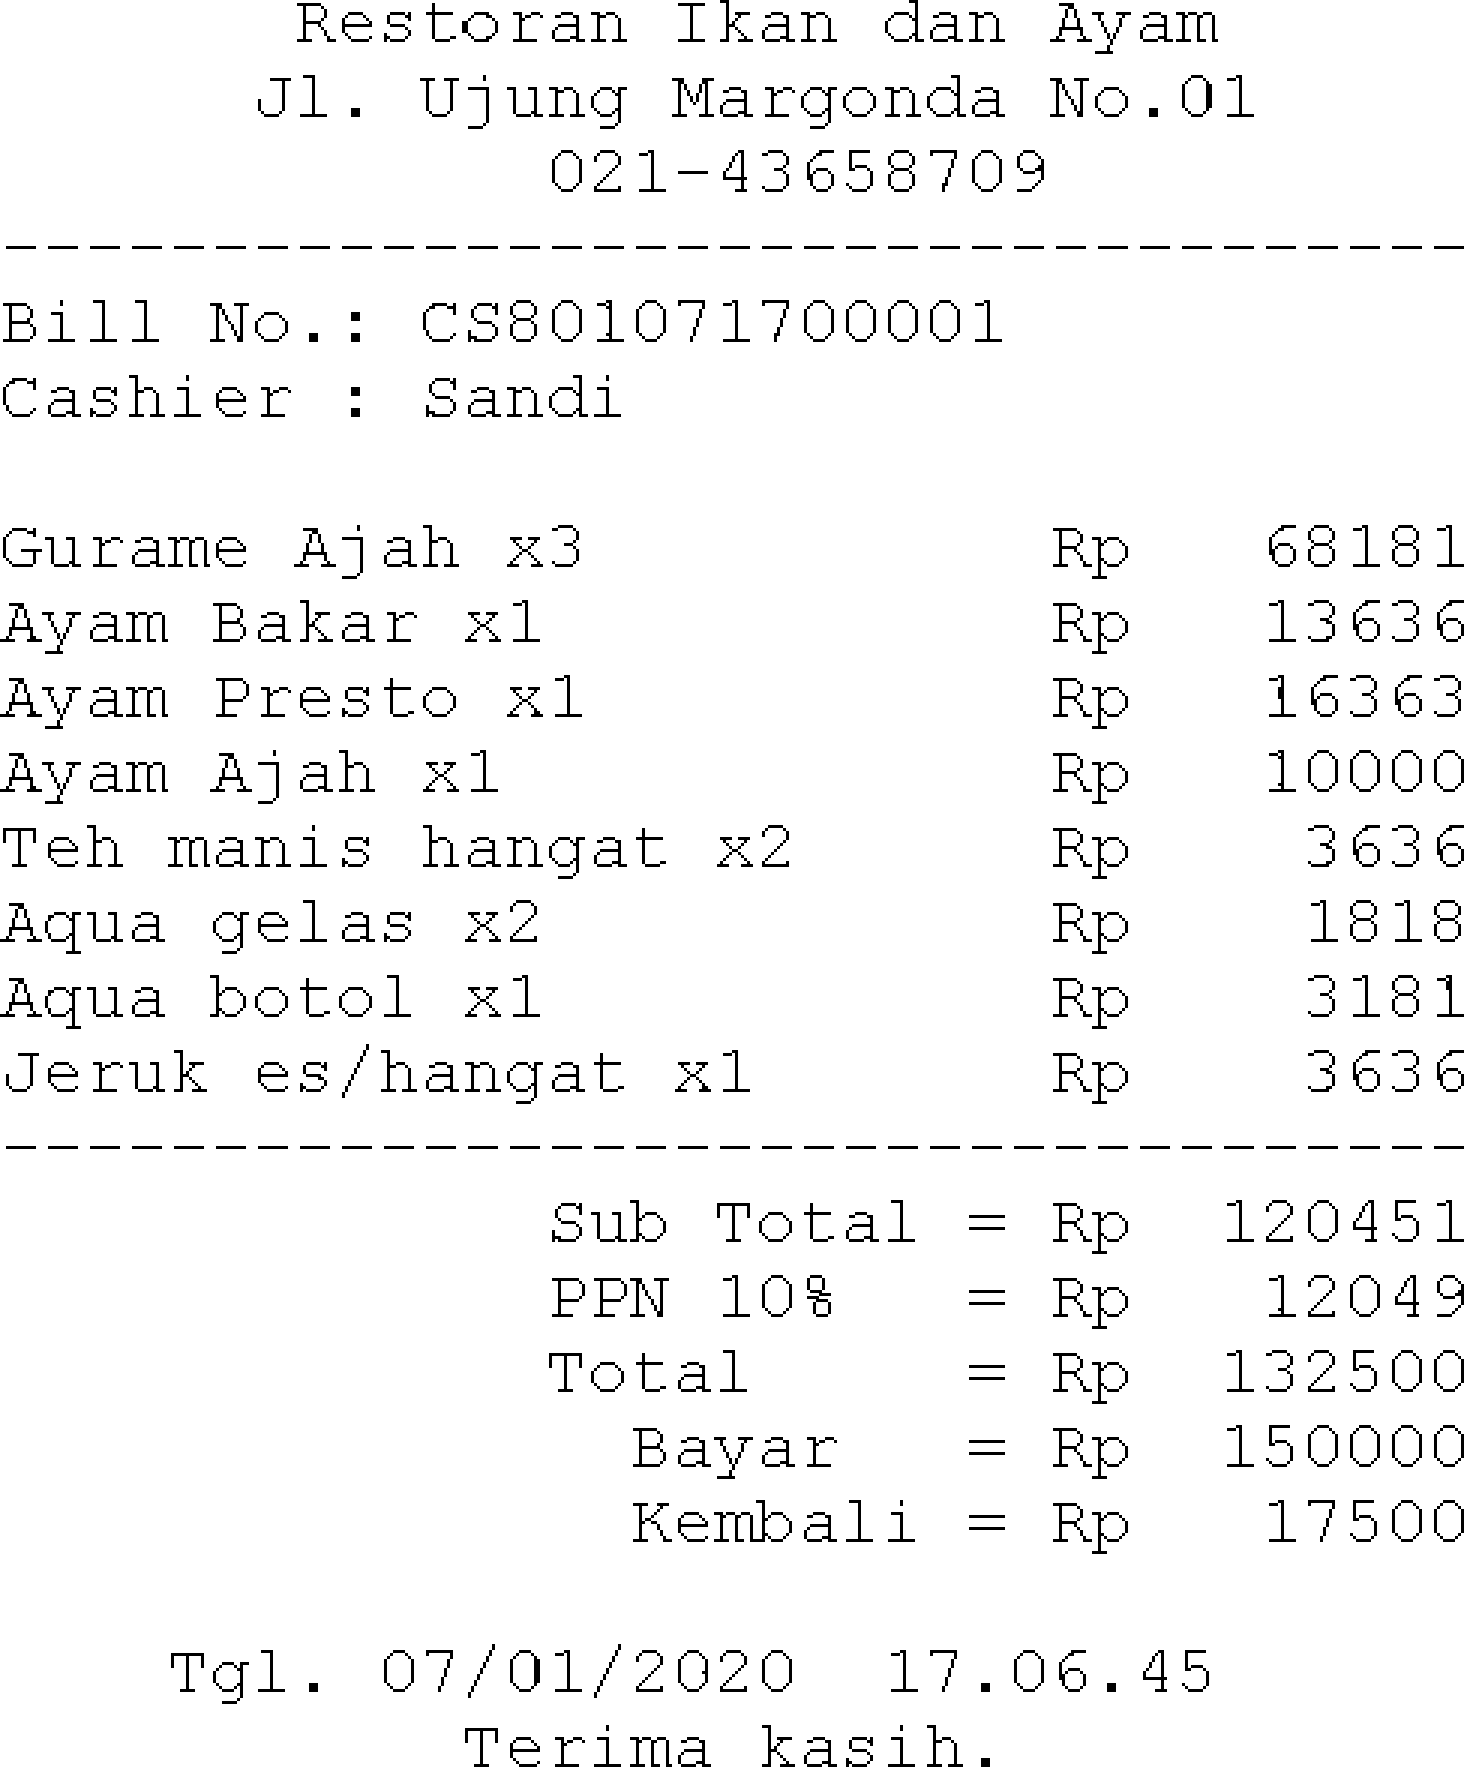 Restoran Ikan dan Ayam
Jl. Ujung Margonda No.01
021-43658709
-----------------------------------
Bill No.: CS801071700001
Cashier : Sandi
Gurame Ajah x3 Rp 68181
Ayam Bakar x1 Rp 13636
Ayam Presto x1 Rp 16363
Ayam Ajah x1 Rp 10000
Teh manis hangat x2 Rp 3636
Aqua gelas x2 Rp 1818
Aqua botol x1 Rp 3181
Jeruk es/hangat x1 Rp 3636
-----------------------------------
Sub Total = Rp 120451
PPN 10% = Rp 12049
Total = Rp 132500
Bayar = Rp 150000
Kembali = Rp 17500
Tgl. 07/01/2020 17.06.45
Terima kasih.